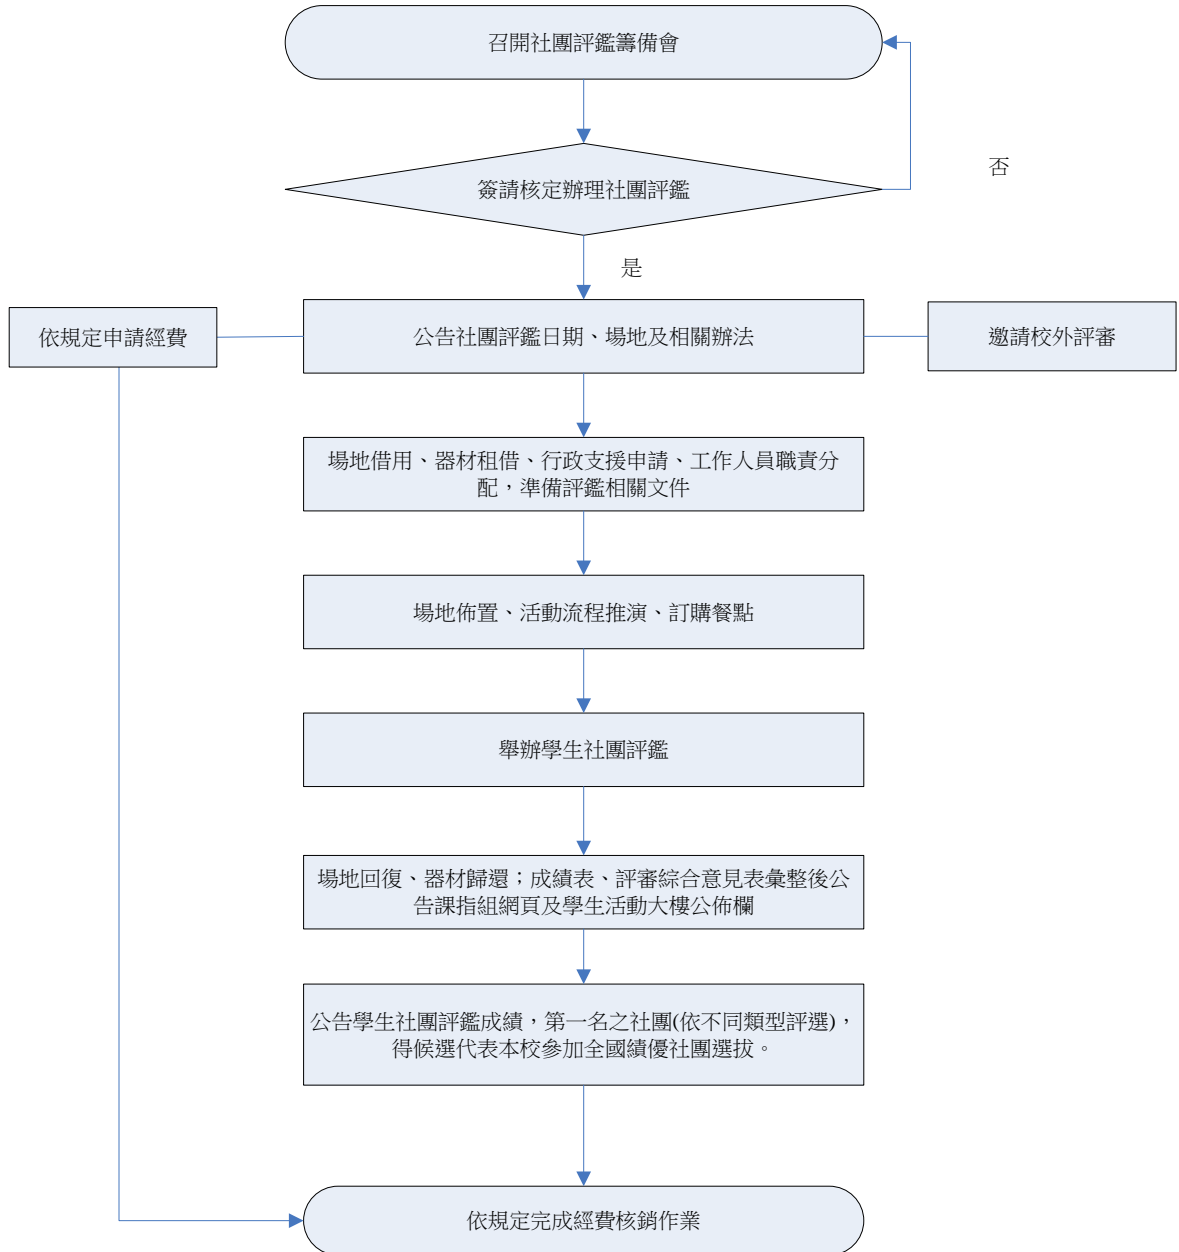 召開社團評鑑籌備會
簽請核定辦理社團評鑑
否
是
依規定申請經費
公告社團評鑑日期、場地及相關辦法
邀請校外評審
場地借用、器材租借、行政支援申請、工作人員職責分
配，準備評鑑相關文件
場地佈置、活動流程推演、訂購餐點
舉辦學生社團評鑑
場地回復、器材歸還；成績表、評審綜合意見表彙整後公
告課指組網頁及學生活動大樓公佈欄
公告學生社團評鑑成績，第一名之社團(依不同類型評選)，
得候選代表本校參加全國績優社團選拔。
依規定完成經費核銷作業